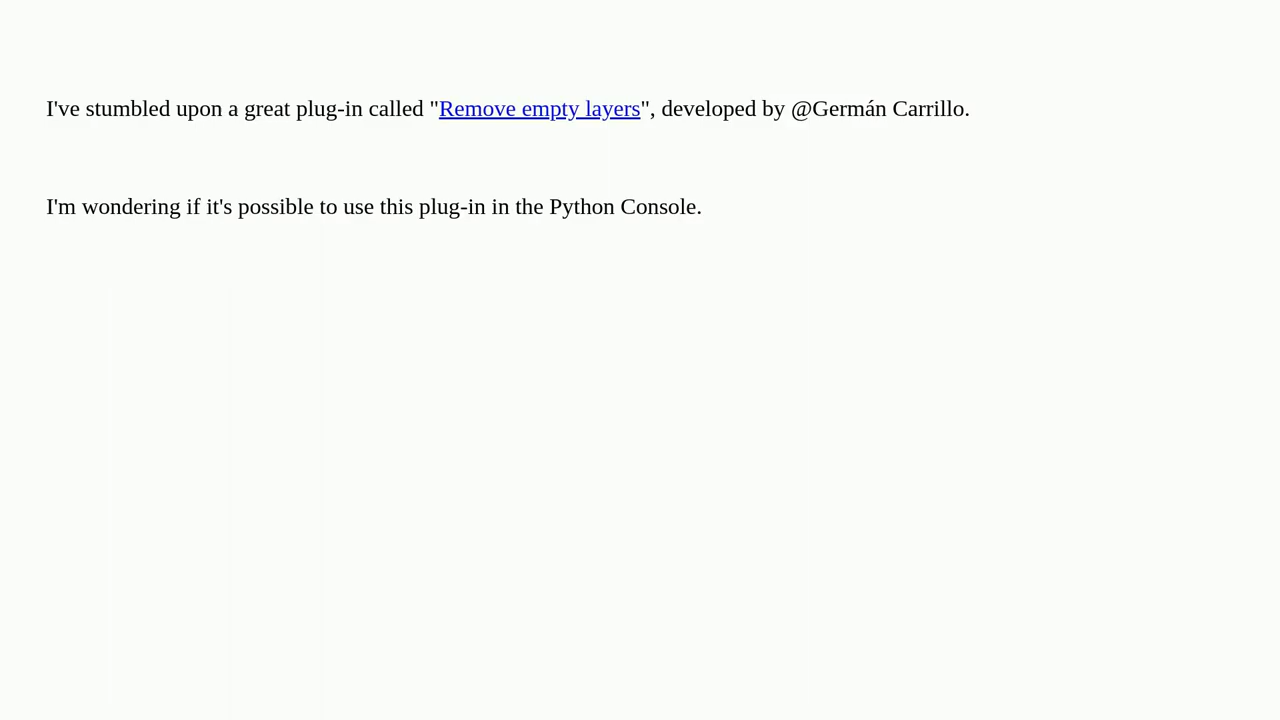 I've stumbled upon a great plug-in called "Remove empty layers", developed by @Germán Carrillo.
I'm wondering if it's possible to use this plug-in in the Python Console.